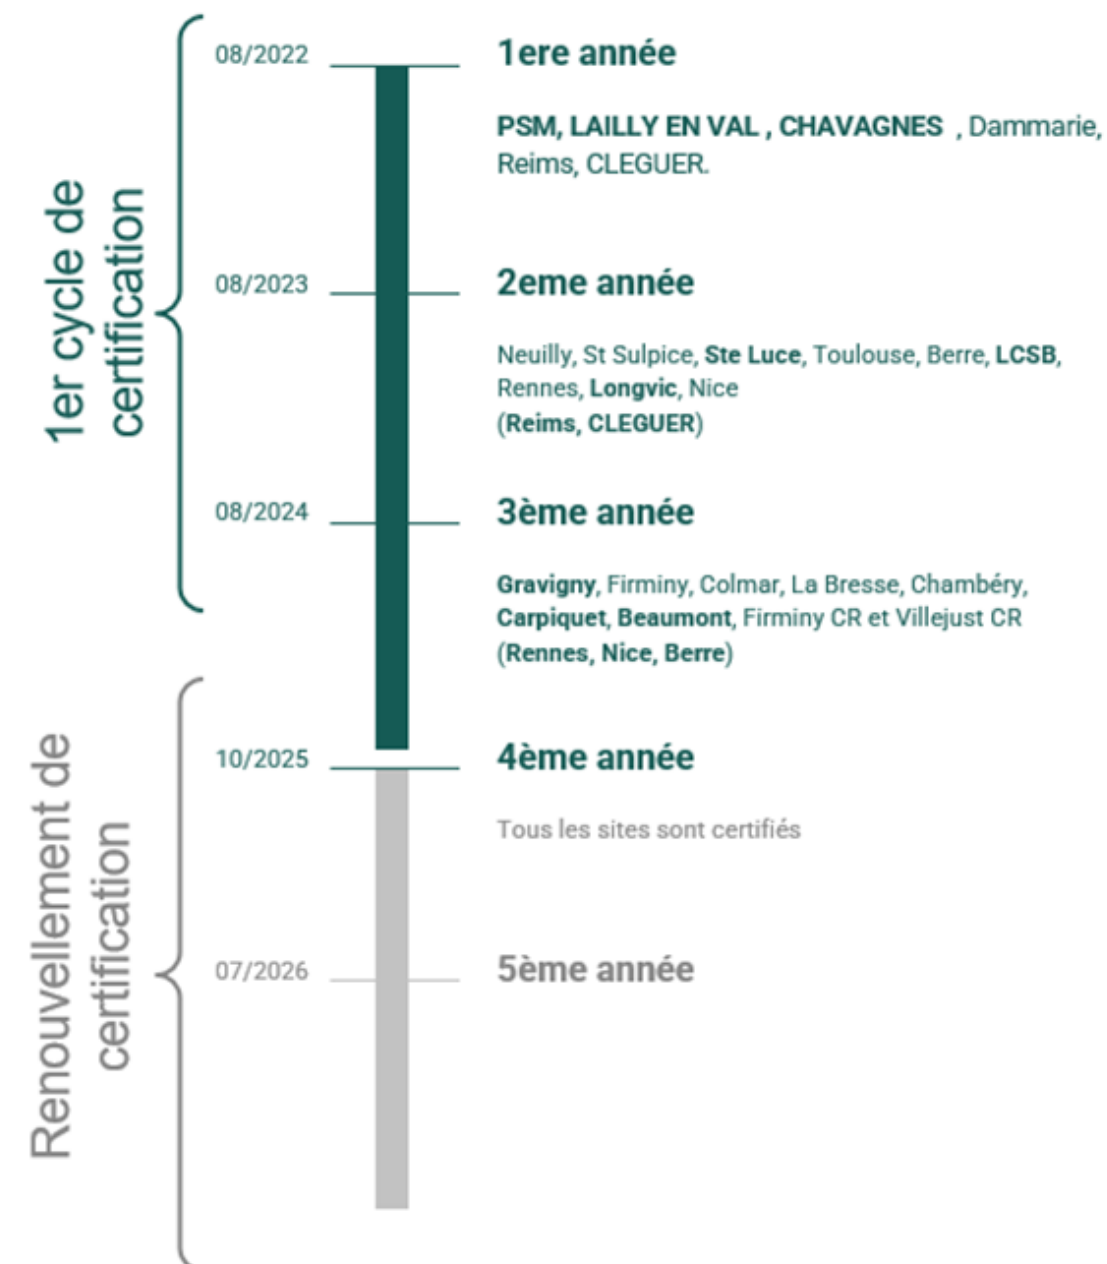 1er cycle de
certification
08/2022
1ere année
PSM, LAILLY EN VAL , CHAVAGNES , Dammarie,
Reims, CLEGUER.
08/2023
2eme année
Neuilly, St Sulpice, Ste Luce, Toulouse, Berre, LCSB,
Rennes, Longvic, Nice
(Reims, CLEGUER)
08/2024
3ème année
Gravigny, Firminy, Colmar, La Bresse, Chambéry,
Carpiquet, Beaumont, Firminy CR et Villejust CR
(Rennes, Nice, Berre)
Renouvellement de
certification
10/2025
4ème année
Tous les sites sont certifiés
07/2026
5ème année